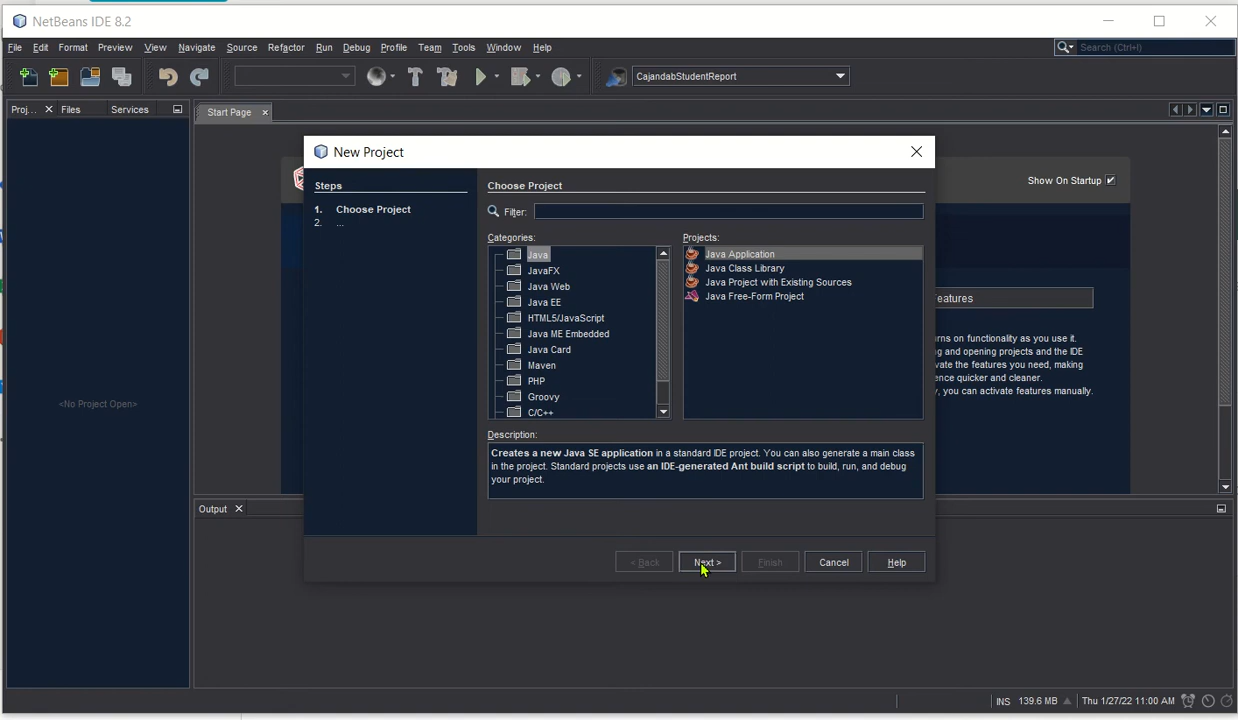 NetBeans IDE 8.2
File Edit Format Preview View Navigate Source Refactor Run Debug Profile Team Tools Window Help
Search (Ctrl+I)
CajandabStudentReport
Proj... Files Services
Start Page
New Project
Steps
1. Choose Project
2. ...
Choose Project
Show On Startup
Filter:
Categories:
Java
JavaFX
Java Web
Java EE
HTML5/JavaScript
Java ME Embedded
Java Card
Maven
PHP
Groovy
C/C++
Projects:
Java Application
Java Class Library
Java Project with Existing Sources
Java Free-Form Project
eatures
rns on functionality as you use it.
g and opening projects and the IDE
vate the features you need, making
ence quicker and cleaner.
, you can activate features manually.
<No Project Open>
Description:
Creates a new Java SE application in a standard IDE project. You can also generate a main class
in the project. Standard projects use an IDE-generated Ant build script to build, run, and debug
your project.
Output
< Back Next > Finish Cancel Help
INS 139.6 MB Thu 1/27/22 11:00 AM